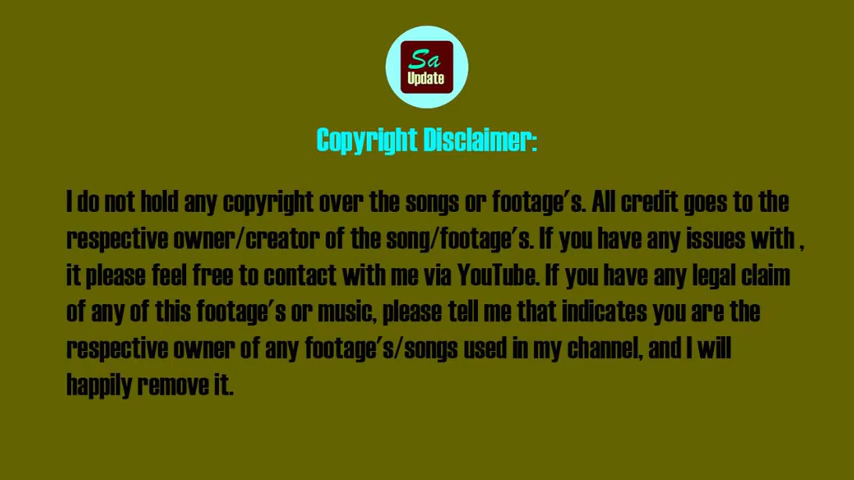 Sa
Update
Copyright Disclaimer:
I do not hold any copyright over the songs or footage's. All credit goes to the
respective owner/creator of the song/footage's. If you have any issues with ,
it please feel free to contact with me via YouTube. If you have any legal claim
of any of this footage's or music, please tell me that indicates you are the
respective owner of any footage's/songs used in my channel, and I will
happily remove it.